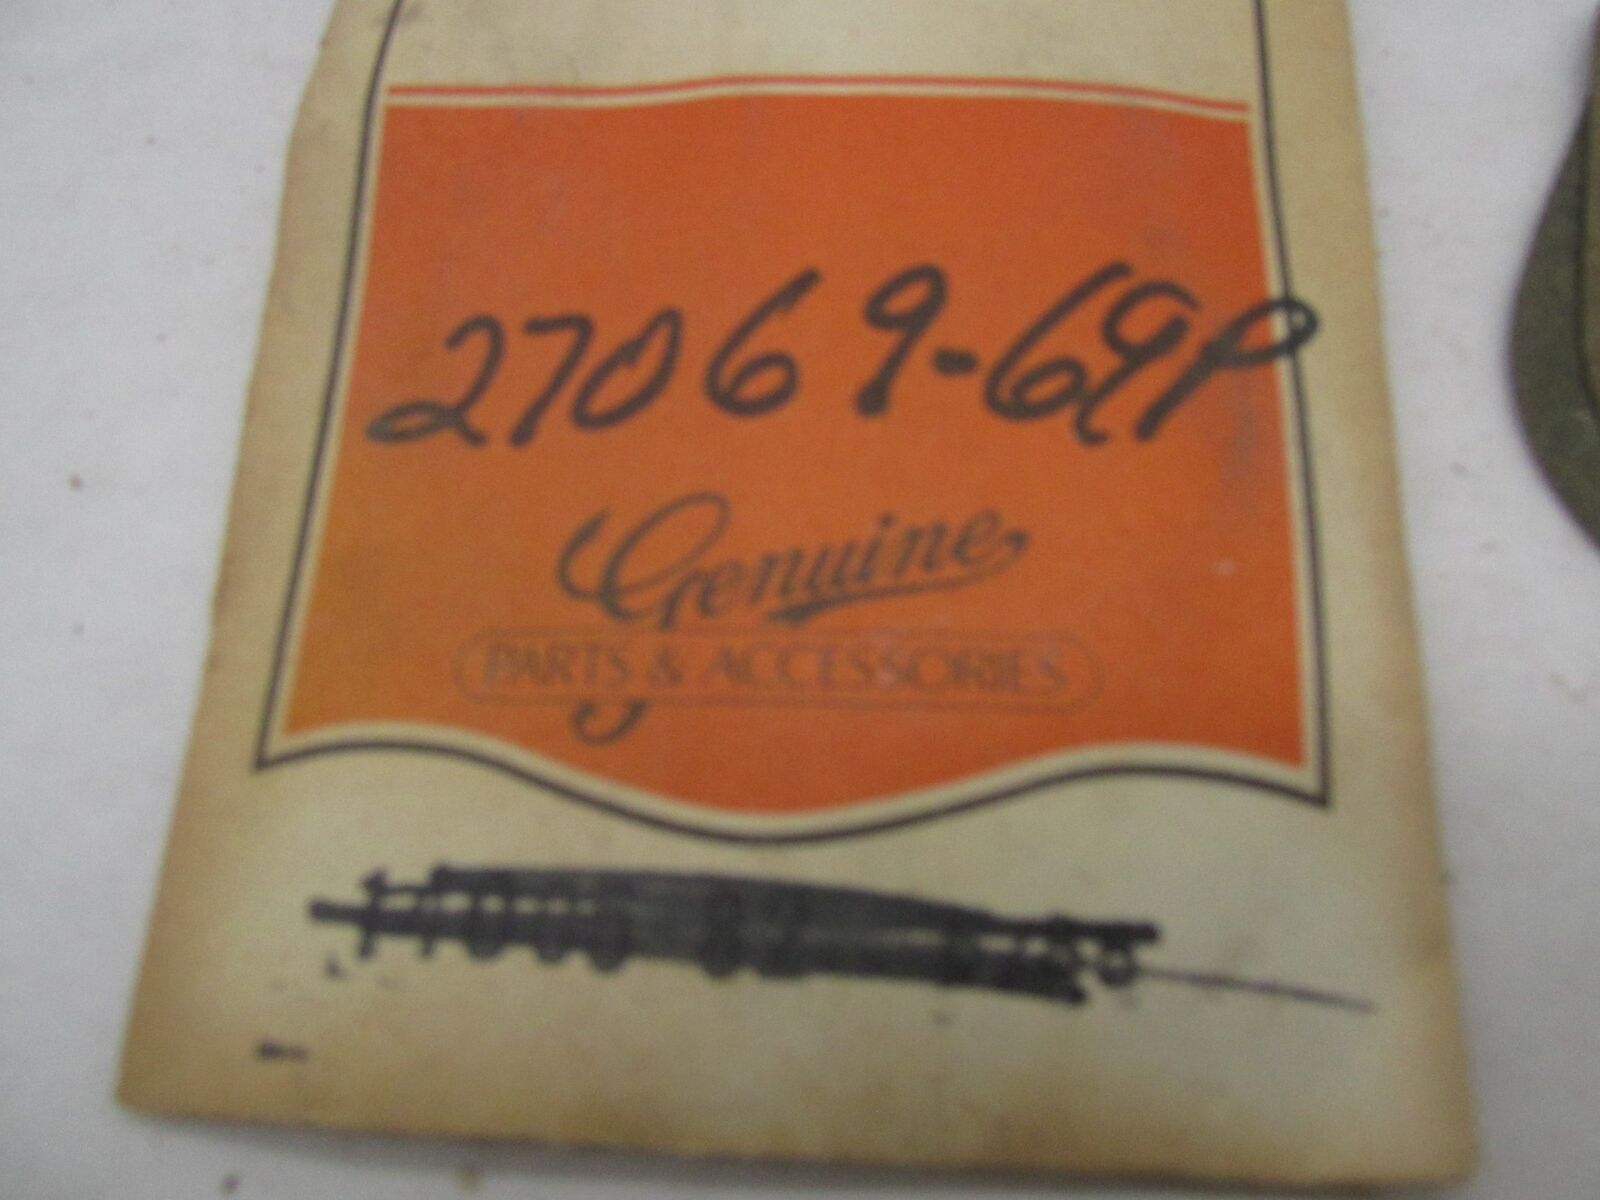 27069-69P
Genuine
PARTS & ACCESSORIES